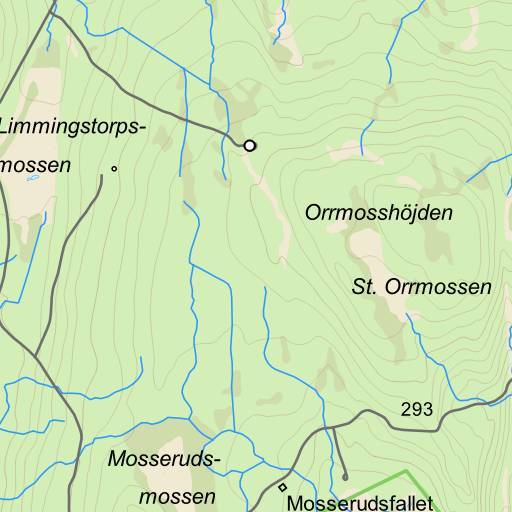 Limmingstorps-
mossen
Orrmosshöjden
St. Orrmossen
293
Mosseruds-
mossen
Mosserudsfallet